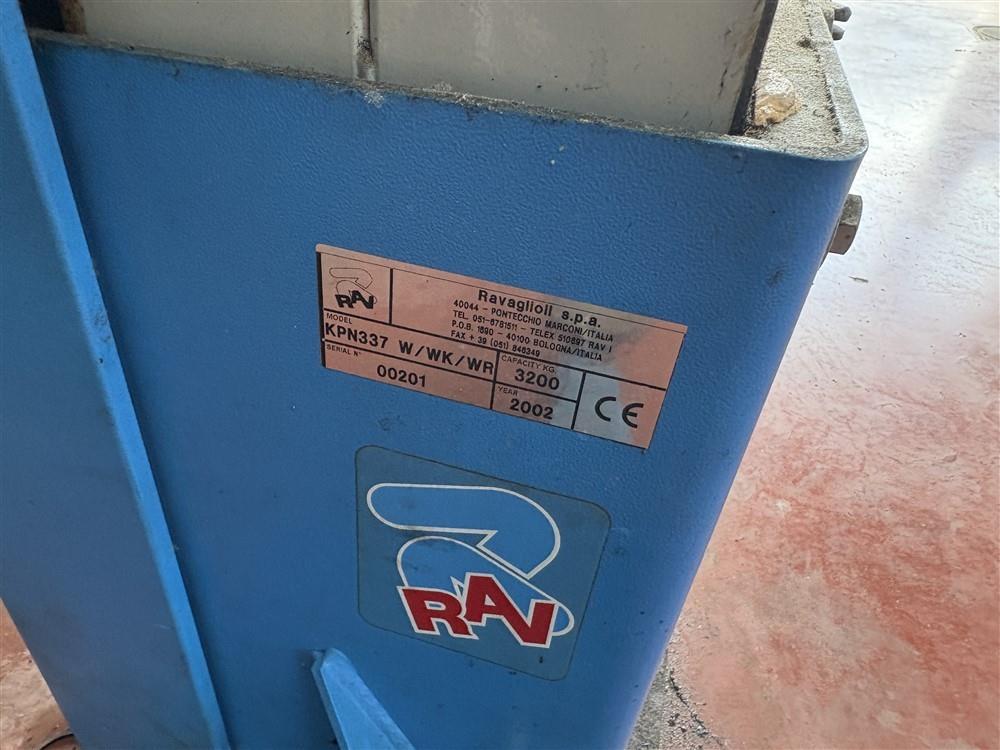 RAV
Ravaglioli s.p.a.
40044 - PONTECCHIO MARCONI/ITALIA
TEL. 051-6781511 - TELEX 510697 RAV I
P.O.B. 1690 - 40100 BOLOGNA/ITALIA
FAX + 39 (051) 846349
MODEL
KPN337 W/WK/WR
CAPACITY KG.
3200
SERIAL N°
00201
YEAR
2002
CE
RAV